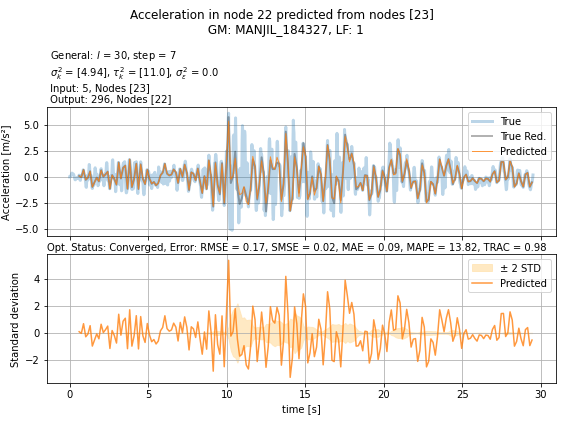 Acceleration in node 22 predicted from nodes [23]
GM: MANJIL_184327, LF: 1
General: l = 30, step = 7
σ²ₖ = [4.94], τ²ₖ = [11.0], σ²ε = 0.0
Input: 5, Nodes [23]
Output: 296, Nodes [22]
Acceleration [m/s²]
5.0
2.5
0.0
−2.5
−5.0
True
True Red.
Predicted
Opt. Status: Converged, Error: RMSE = 0.17, SMSE = 0.02, MAE = 0.09, MAPE = 13.82, TRAC = 0.98
Standard deviation
4
2
0
−2
± 2 STD
Predicted
0 5 10 15 20 25 30
time [s]